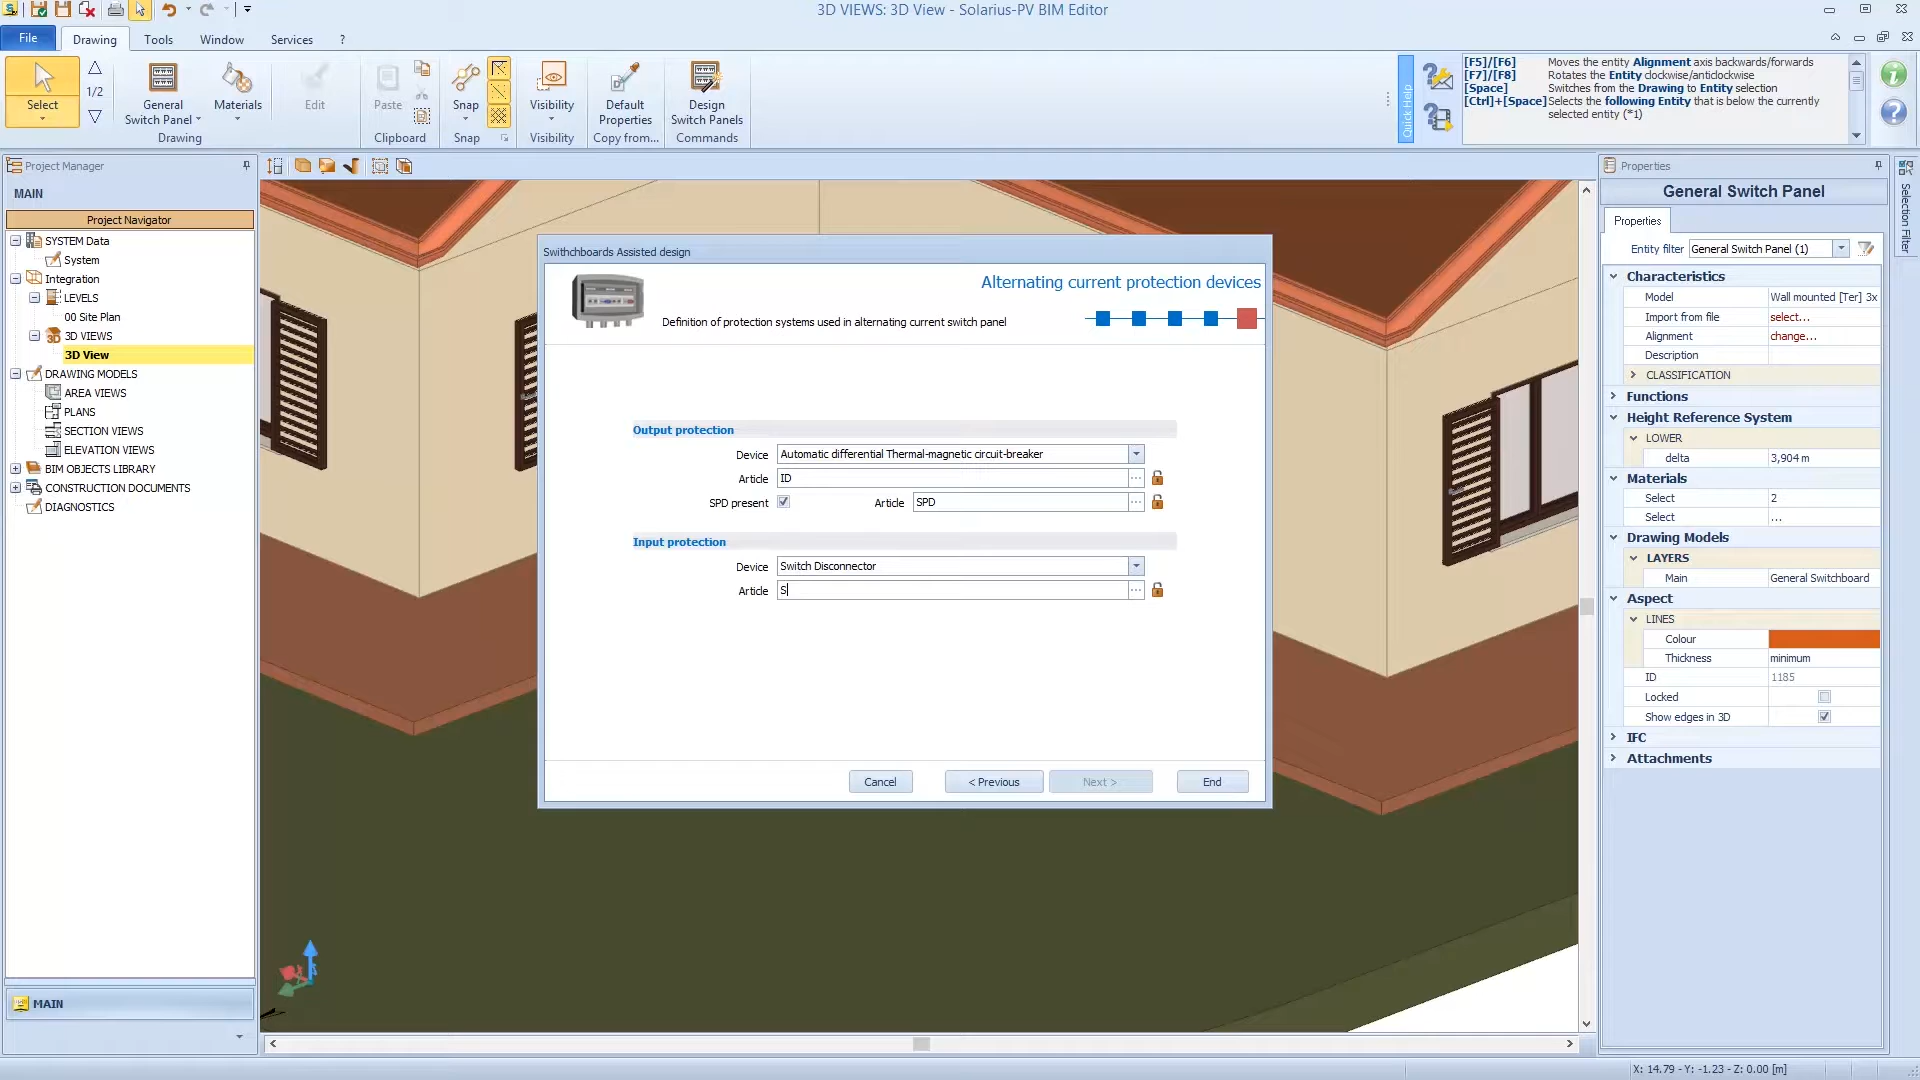 3D VIEWS: 3D View - Solarius-PV BIM Editor
File
Drawing
Tools
Window
Services
?
Select
1/2
General
Switch Panel
Materials
Drawing
Edit
Paste
Clipboard
Snap
Snap
Visibility
Visibility
Default
Properties
Copy from...
Design
Switch Panels
Commands
Quick Help
[F5]/[F6] Moves the entity Alignment axis backwards/forwards
[F7]/[F8] Rotates the Entity clockwise/anticlockwise
[Space] Switches from the Drawing to Entity selection
[Ctrl]+[Space] Selects the following Entity that is below the currently
selected entity (*1)
Project Manager
MAIN
Project Navigator
SYSTEM Data
System
Integration
LEVELS
00 Site Plan
3D VIEWS
3D View
DRAWING MODELS
AREA VIEWS
PLANS
SECTION VIEWS
ELEVATION VIEWS
BIM OBJECTS LIBRARY
CONSTRUCTION DOCUMENTS
DIAGNOSTICS
MAIN
Swithchboards Assisted design
Alternating current protection devices
Definition of protection systems used in alternating current switch panel
Output protection
Device Automatic differential Thermal-magnetic circuit-breaker
Article ID
SPD present Article SPD
Input protection
Device Switch Disconnector
Article S
Cancel
< Previous
Next >
End
Properties
General Switch Panel
Properties
Entity filter General Switch Panel (1)
Characteristics
Model Wall mounted [Ter] 3x
Import from file select...
Alignment change...
Description
CLASSIFICATION
Functions
Height Reference System
LOWER
delta 3,904 m
Materials
Select 2
Select ...
Drawing Models
LAYERS
Main General Switchboard
Aspect
LINES
Colour
Thickness minimum
ID 1185
Locked
Show edges in 3D
IFC
Attachments
Selection Filter
X: 14.79 - Y: -1.23 - Z: 0.00 [m]